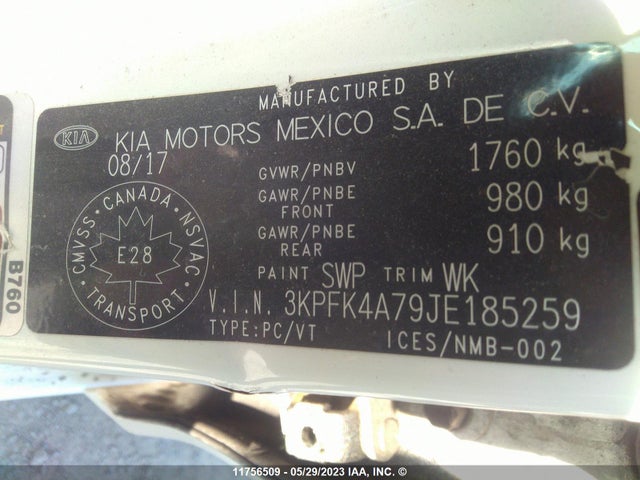 MANUFACTURED BY
KIA KIA MOTORS MEXICO S.A. DE C.V.
08/17
GVWR/PNBV 1760 kg
GAWR/PNBE FRONT 980 kg
GAWR/PNBE REAR 910 kg
CANADA
CMVSS NSVAC
E28
TRANSPORT
PAINT SWP TRIM WK
V.I.N. 3KPFK4A79JE185259
TYPE:PC/VT ICES/NMB-002
B760
11756509 - 05/29/2023 IAA, INC. ©